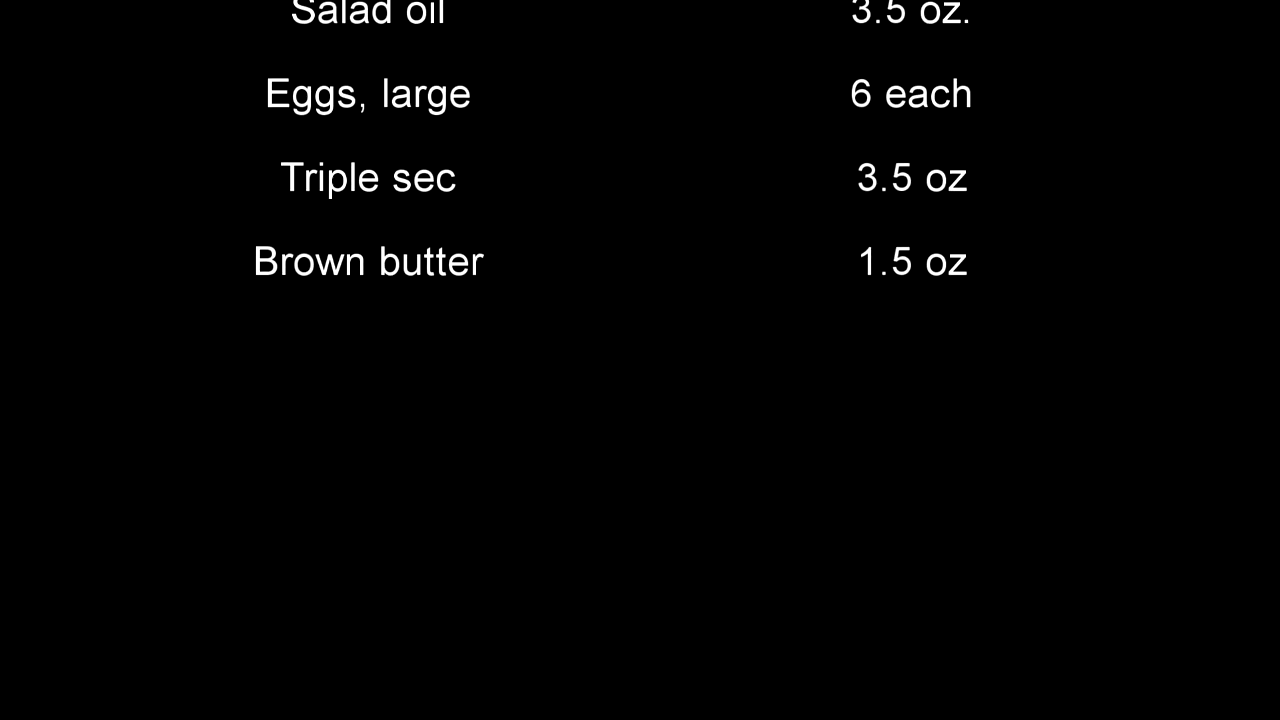 Salad oil 3.5 oz.
Eggs, large 6 each
Triple sec 3.5 oz
Brown butter 1.5 oz